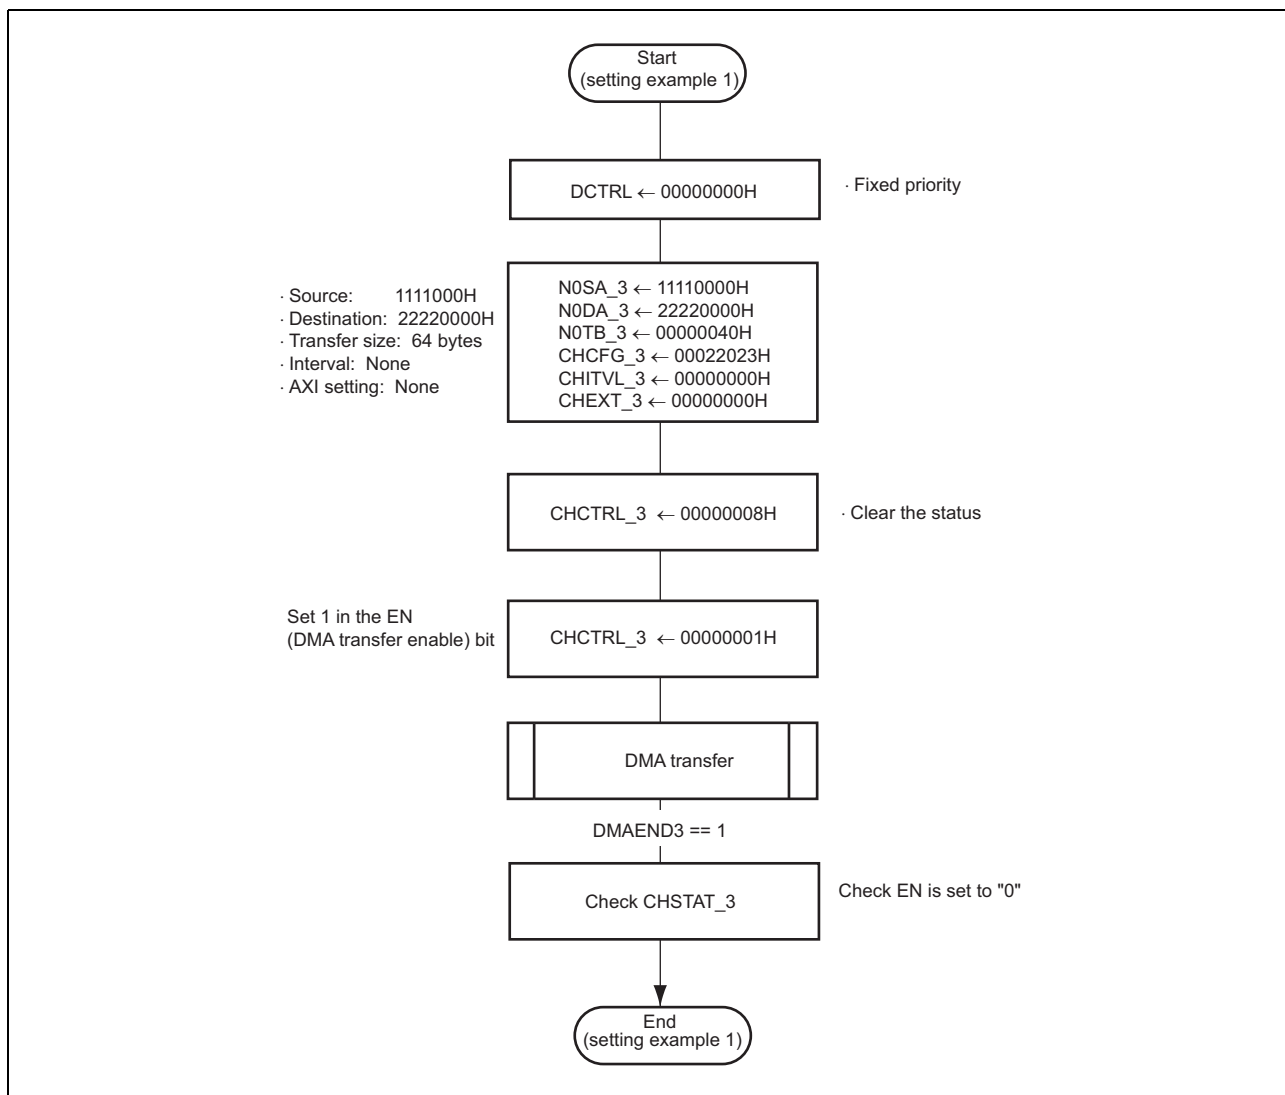 Start
(setting example 1)
DCTRL ← 00000000H
· Fixed priority
· Source: 1111000H
· Destination: 22220000H
· Transfer size: 64 bytes
· Interval: None
· AXI setting: None
N0SA_3 ← 11110000H
N0DA_3 ← 22220000H
N0TB_3 ← 00000040H
CHCFG_3 ← 00022023H
CHITVL_3 ← 00000000H
CHEXT_3 ← 00000000H
CHCTRL_3 ← 00000008H
· Clear the status
Set 1 in the EN
(DMA transfer enable) bit
CHCTRL_3 ← 00000001H
DMA transfer
DMAEND3 == 1
Check CHSTAT_3
Check EN is set to "0"
End
(setting example 1)